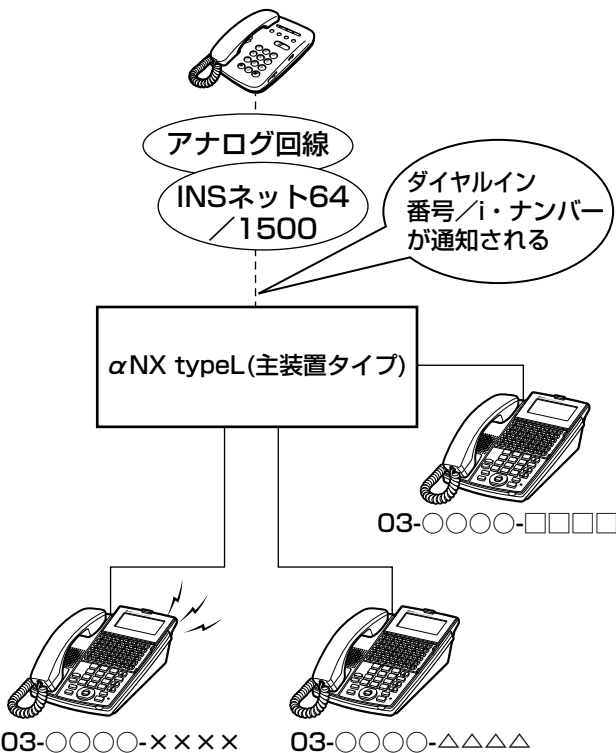 アナログ回線
INSネット64
／1500
ダイヤルイン
番号／i・ナンバー
が通知される
αNX typeL(主装置タイプ)
03-○○○○-□□□□
03-○○○○-××××
03-○○○○-△△△△